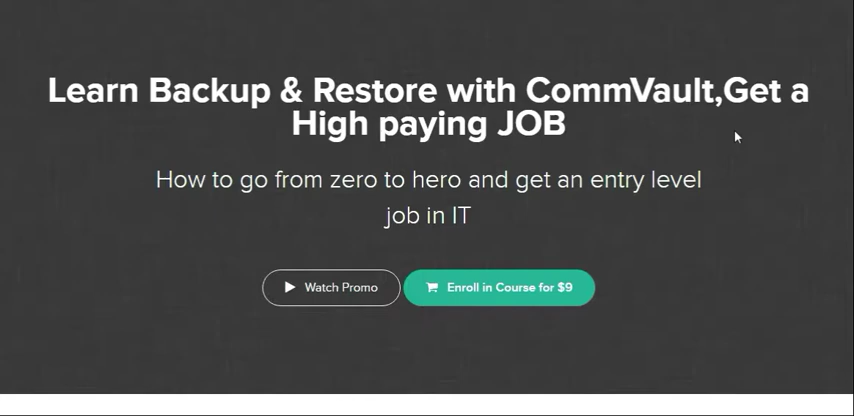 Learn Backup & Restore with CommVault,Get a
High paying JOB
How to go from zero to hero and get an entry level
job in IT
Watch Promo Enroll in Course for $9